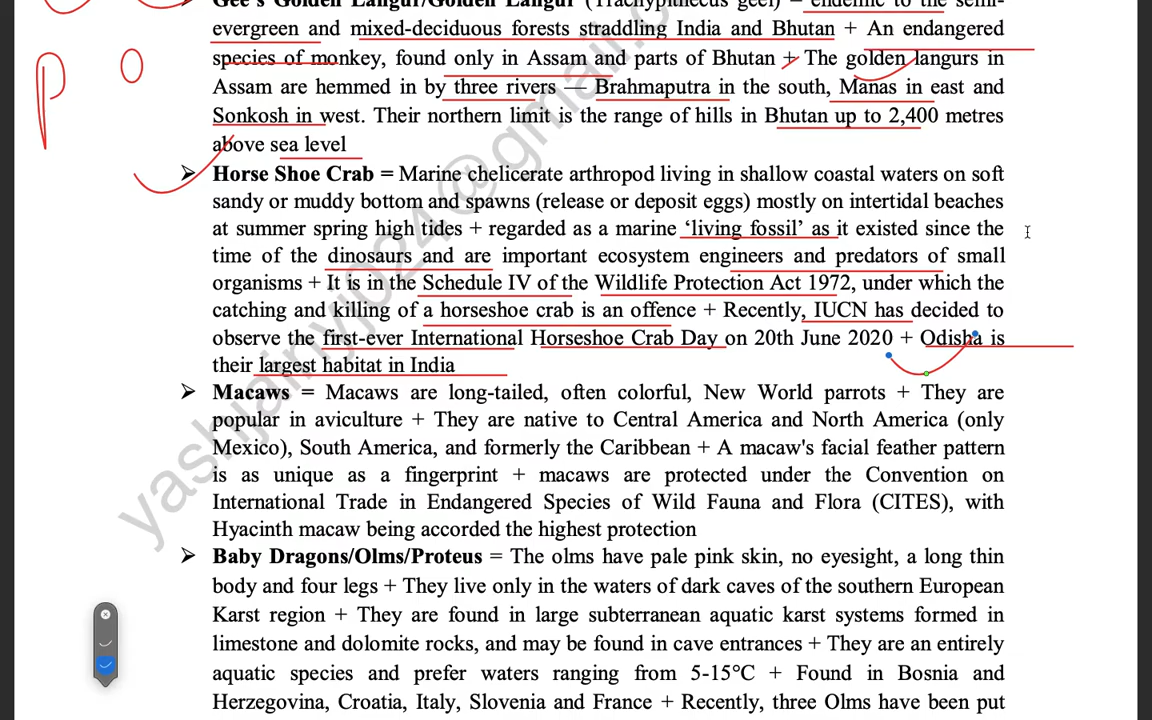 Gee's Golden Langur/Golden Langur (Trachypithecus geei) = endemic to the semi-
evergreen and mixed-deciduous forests straddling India and Bhutan + An endangered
species of monkey, found only in Assam and parts of Bhutan + The golden langurs in
Assam are hemmed in by three rivers — Brahmaputra in the south, Manas in east and
Sonkosh in west. Their northern limit is the range of hills in Bhutan up to 2,400 metres
above sea level
➢ Horse Shoe Crab = Marine chelicerate arthropod living in shallow coastal waters on soft
sandy or muddy bottom and spawns (release or deposit eggs) mostly on intertidal beaches
at summer spring high tides + regarded as a marine ‘living fossil’ as it existed since the
time of the dinosaurs and are important ecosystem engineers and predators of small
organisms + It is in the Schedule IV of the Wildlife Protection Act 1972, under which the
catching and killing of a horseshoe crab is an offence + Recently, IUCN has decided to
observe the first-ever International Horseshoe Crab Day on 20th June 2020 + Odisha is
their largest habitat in India
➢ Macaws = Macaws are long-tailed, often colorful, New World parrots + They are
popular in aviculture + They are native to Central America and North America (only
Mexico), South America, and formerly the Caribbean + A macaw's facial feather pattern
is as unique as a fingerprint + macaws are protected under the Convention on
International Trade in Endangered Species of Wild Fauna and Flora (CITES), with
Hyacinth macaw being accorded the highest protection
➢ Baby Dragons/Olms/Proteus = The olms have pale pink skin, no eyesight, a long thin
body and four legs + They live only in the waters of dark caves of the southern European
Karst region + They are found in large subterranean aquatic karst systems formed in
limestone and dolomite rocks, and may be found in cave entrances + They are an entirely
aquatic species and prefer waters ranging from 5-15°C + Found in Bosnia and
Herzegovina, Croatia, Italy, Slovenia and France + Recently, three Olms have been put